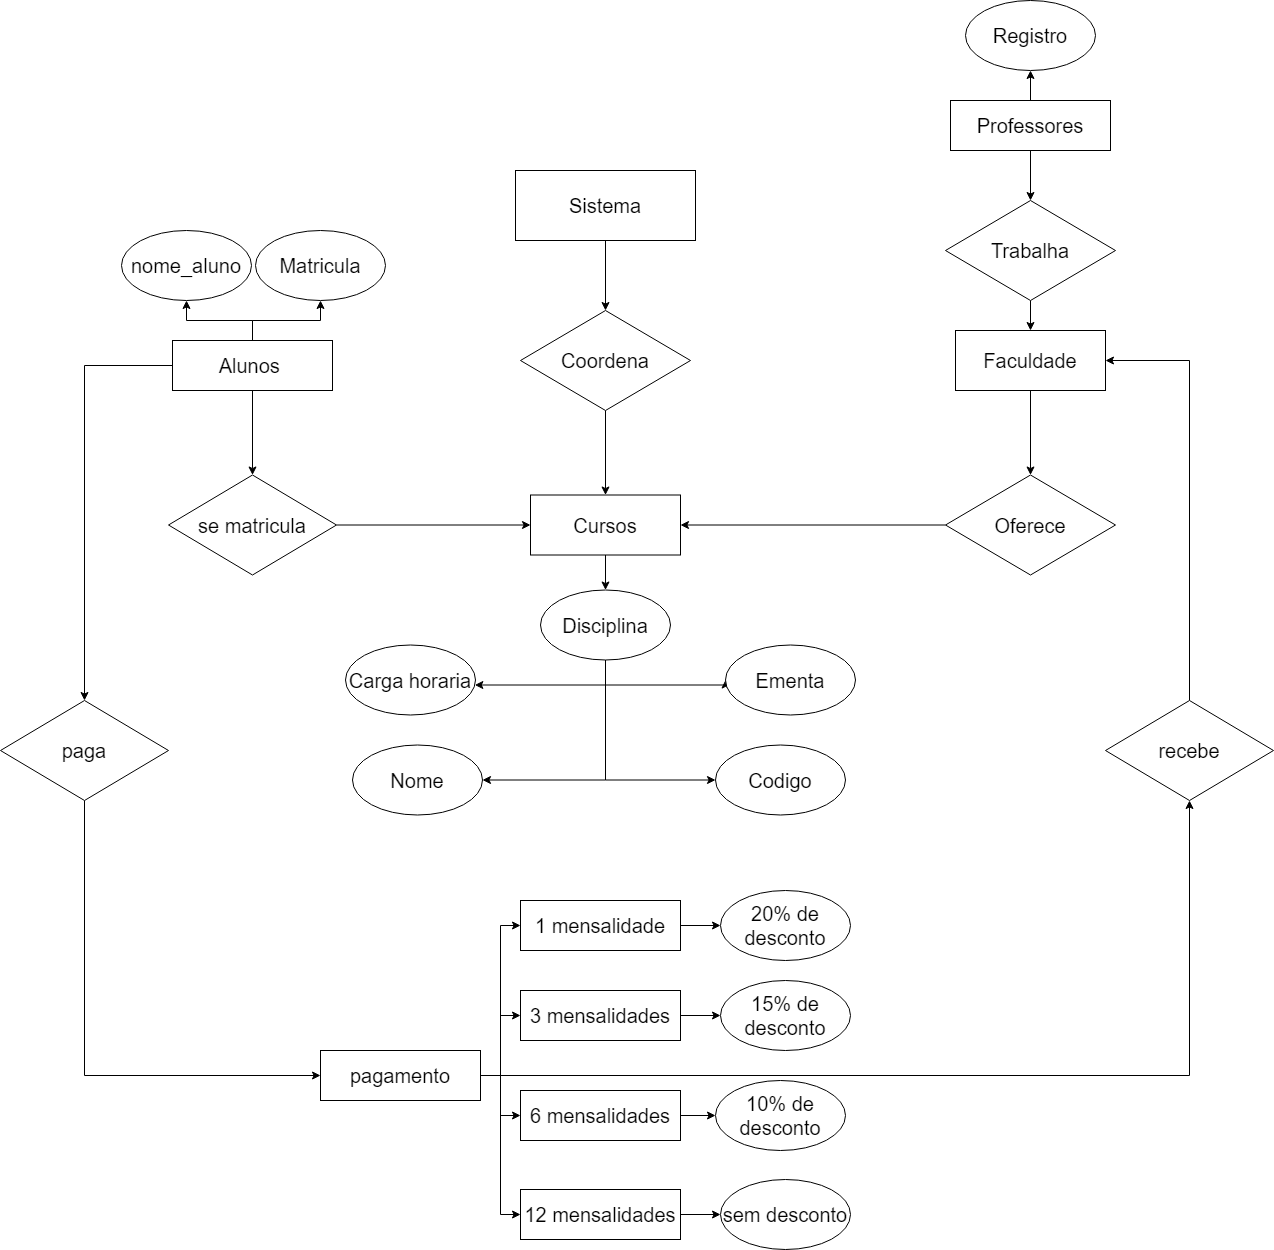 Registro
Professores
Sistema
Trabalha
nome_aluno
Matricula
Alunos
Coordena
Faculdade
se matricula
Cursos
Oferece
Disciplina
Carga horaria
Ementa
paga
recebe
Nome
Codigo
1 mensalidade
20% de
desconto
3 mensalidades
15% de
desconto
pagamento
6 mensalidades
10% de
desconto
12 mensalidades
sem desconto